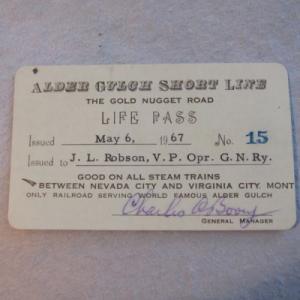 ALDER GULCH SHORT LINE
THE GOLD NUGGET ROAD
LIFE PASS
Issued May 6, 1967 No. 15
Issued to J. L. Robson, V. P. Opr. G. N. Ry.
GOOD ON ALL STEAM TRAINS
BETWEEN NEVADA CITY AND VIRGINIA CITY, MONT
ONLY RAILROAD SERVING WORLD FAMOUS ALDER GULCH
Charles A Bovey
GENERAL MANAGER